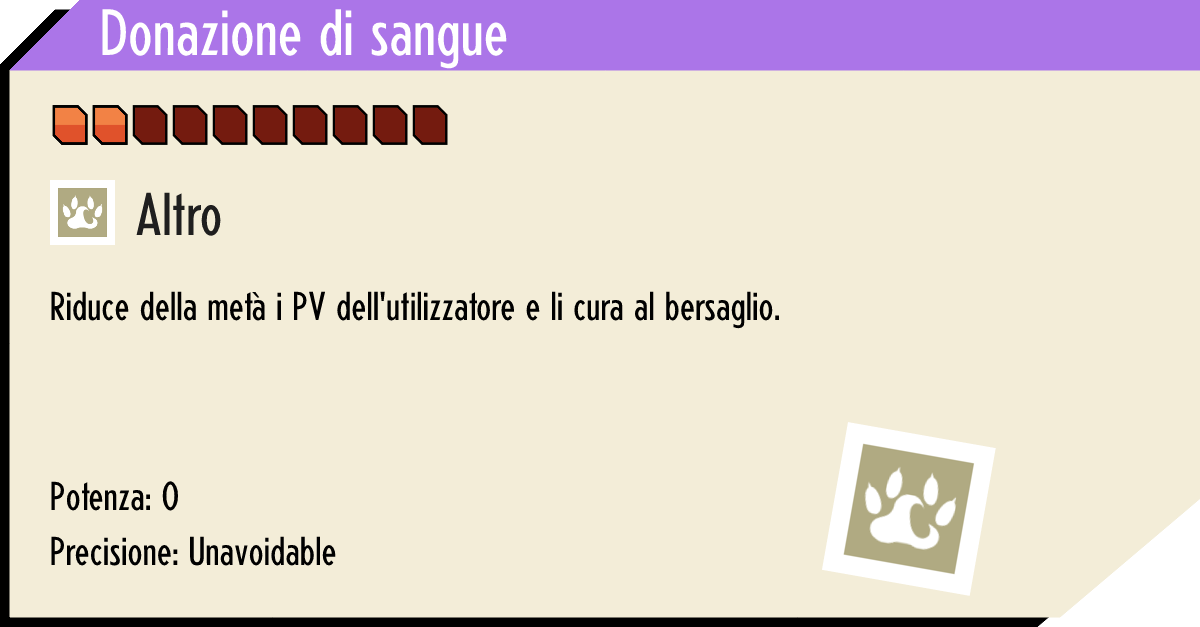 Donazione di sangue
Altro
Riduce della metà i PV dell'utilizzatore e li cura al bersaglio.
Potenza: 0
Precisione: Unavoidable